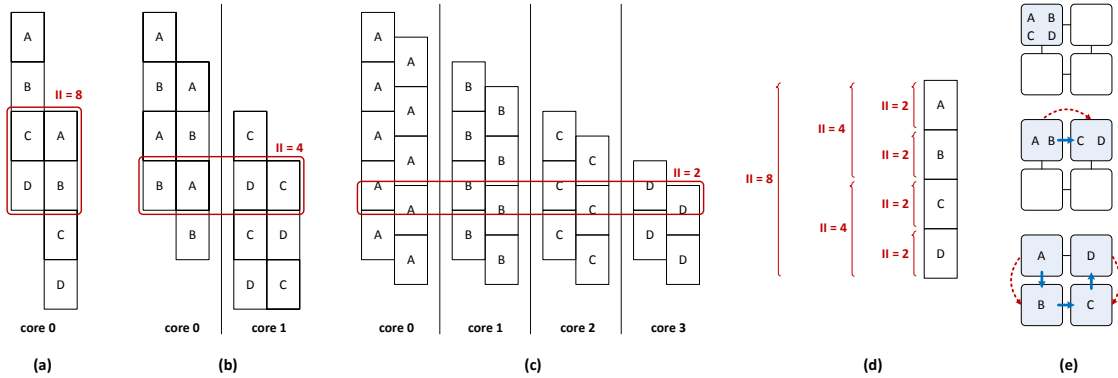 A
B
II = 8
C A
D B
C
D
core 0
(a)
A
B A
A B C
II = 4
B A D C
B C D
D C
core 0 core 1
(b)
A
A
A B
A B
A B C
A B C
II = 2
A B C D
A B C D
A B C D
A B C D
core 0 core 1 core 2 core 3
(c)
II = 2 A
II = 4
II = 2 B
II = 8
II = 2 C
II = 4
II = 2 D
(d)
A B
C D
A B C D
A D
B C
(e)